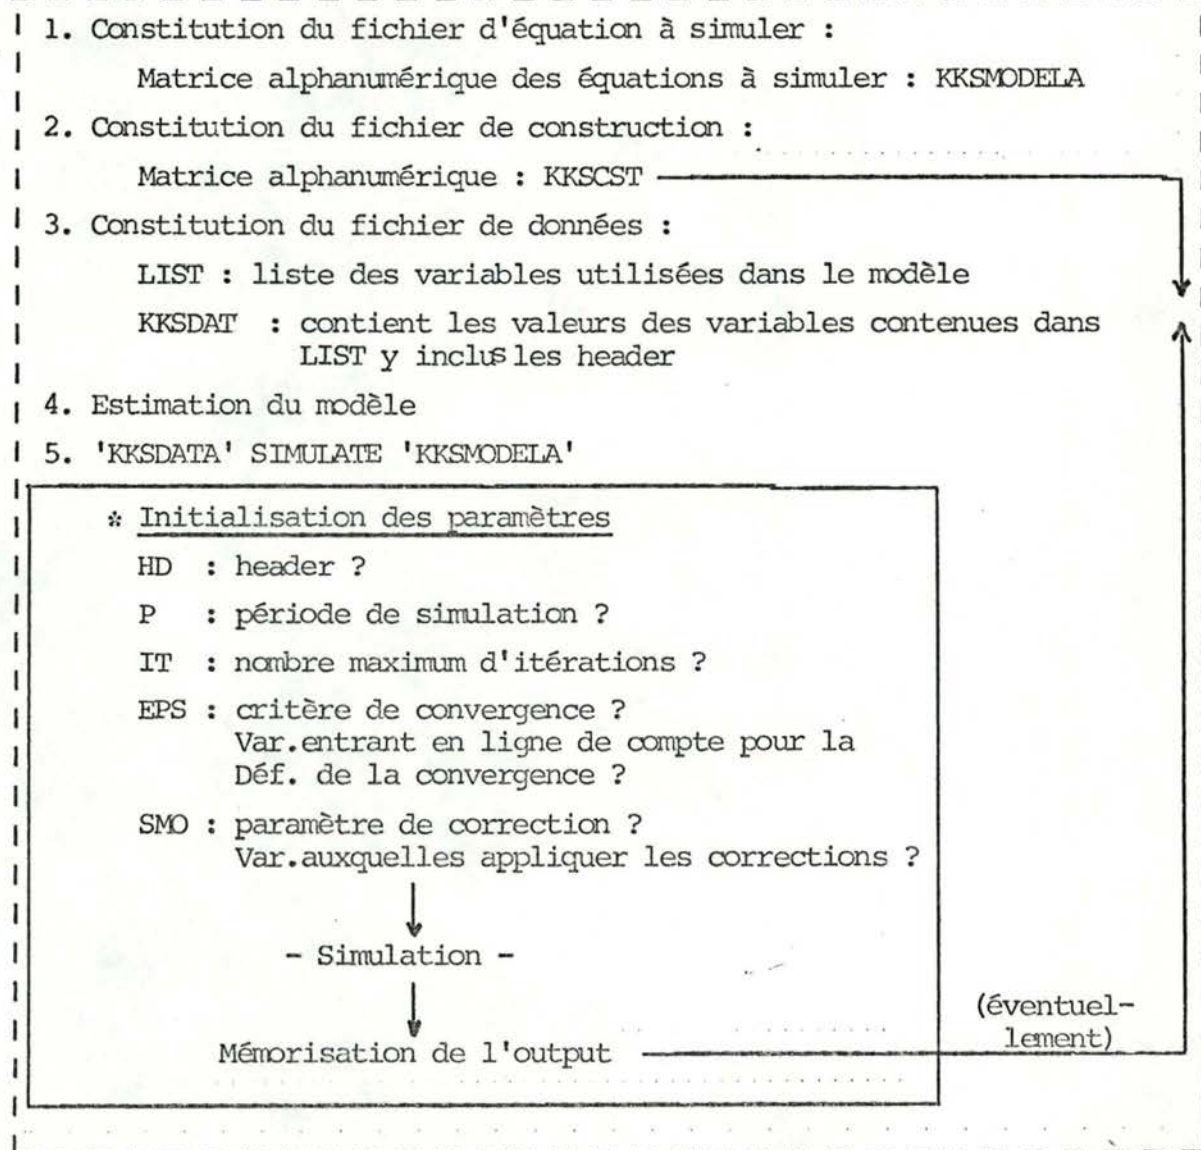 1. Constitution du fichier d'équation à simuler :
Matrice alphanumérique des équations à simuler : KKSMODELA
2. Constitution du fichier de construction :
Matrice alphanumérique : KKSCST
3. Constitution du fichier de données :
LIST : liste des variables utilisées dans le modèle
KKSDAT : contient les valeurs des variables contenues dans
LIST y inclus les header
4. Estimation du modèle
5. 'KKSDATA' SIMULATE 'KKSMODELA'
* Initialisation des paramètres
HD : header ?
P : période de simulation ?
IT : nombre maximum d'itérations ?
EPS : critère de convergence ?
Var.entrant en ligne de compte pour la
Déf. de la convergence ?
SMO : paramètre de correction ?
Var.auxquelles appliquer les corrections ?
- Simulation -
Mémorisation de l'output
(éventuel-
lement)